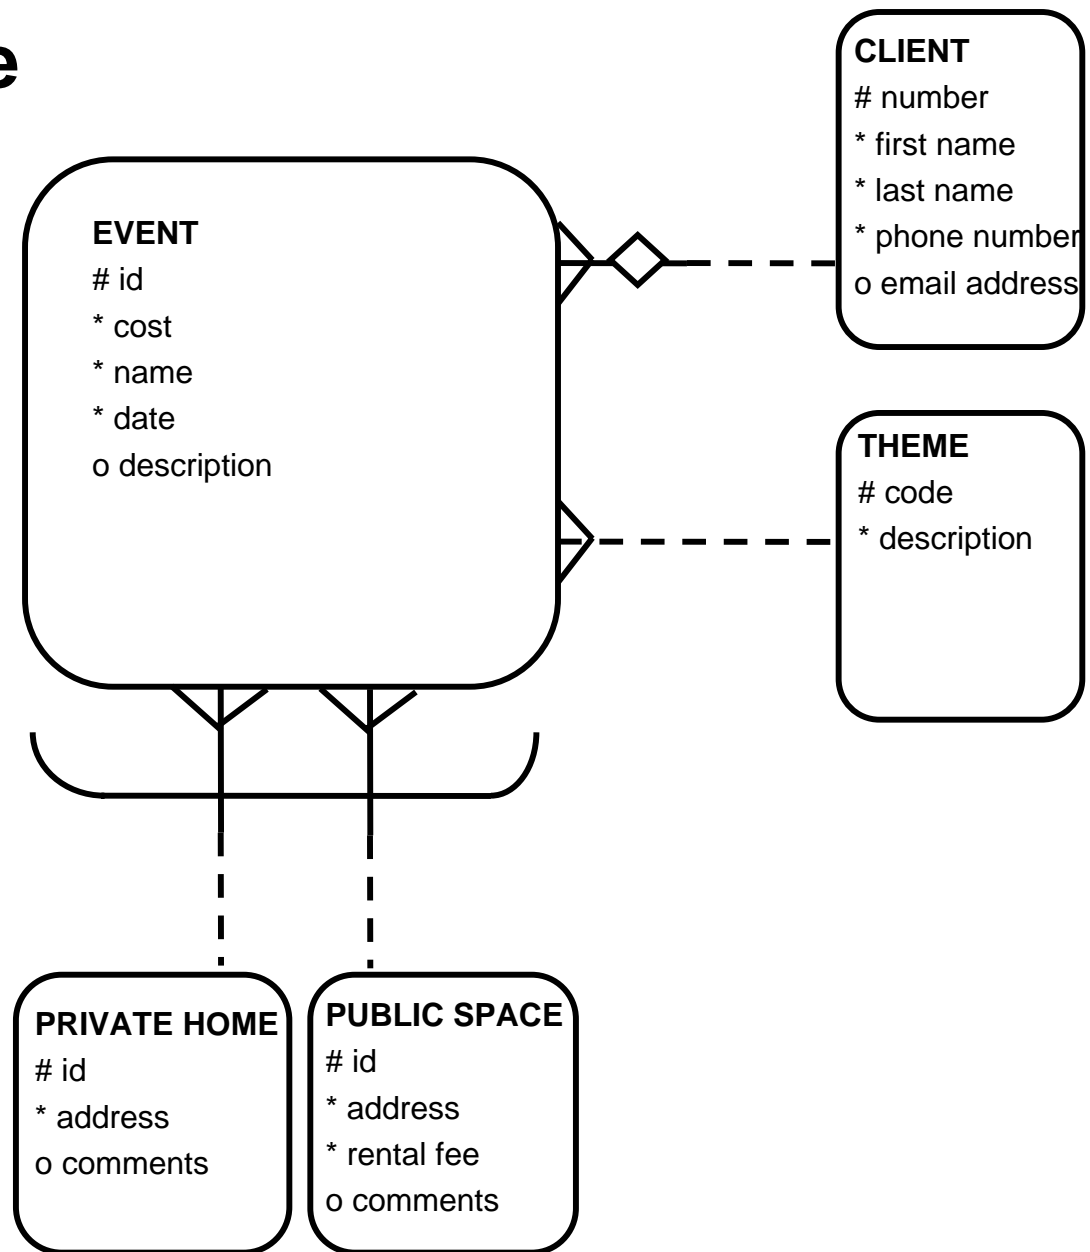 e
CLIENT
# number
* first name
* last name
* phone number
o email address
EVENT
# id
* cost
* name
* date
o description
THEME
# code
* description
PRIVATE HOME
# id
* address
o comments
PUBLIC SPACE
# id
* address
* rental fee
o comments